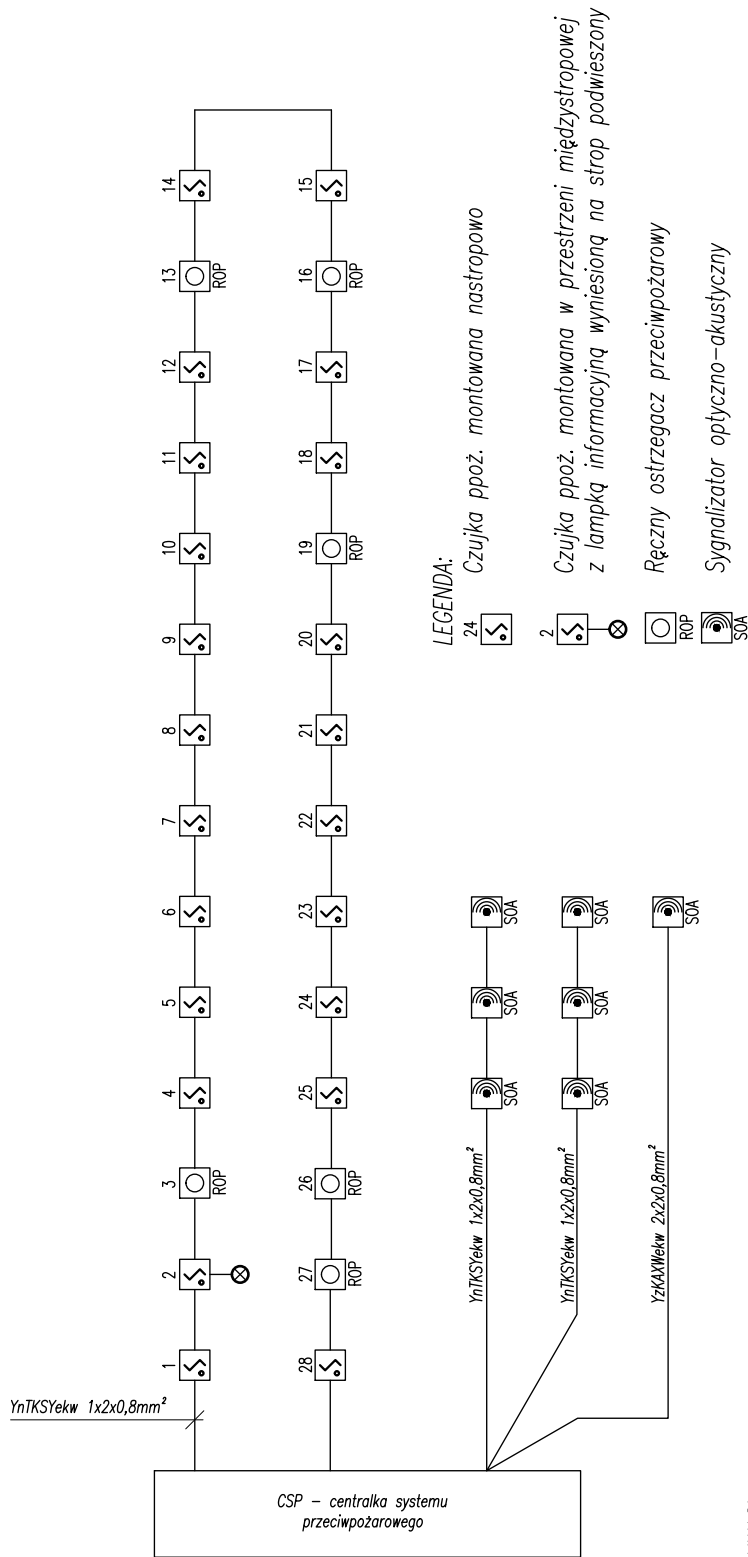 YnTKSYekw 1x2x0,8mm²
1
2
3
ROP
4
5
6
7
8
9
10
11
12
13
ROP
14
15
16
ROP
17
18
19
ROP
20
21
22
23
24
25
26
ROP
27
ROP
28
CSP – centralka systemu
przeciwpożarowego
YnTKSYekw 1x2x0,8mm²
SOA
SOA
SOA
YnTKSYekw 1x2x0,8mm²
SOA
SOA
SOA
YzKAXWekw 2x2x0,8mm²
SOA
LEGENDA:
24
Czujka ppoż. montowana nastropowo
2
Czujka ppoż. montowana w przestrzeni międzystropowej
z lampką informacyjną wyniesioną na strop podwieszony
ROP
Ręczny ostrzegacz przeciwpożarowy
SOA
Sygnalizator optyczno–akustyczny